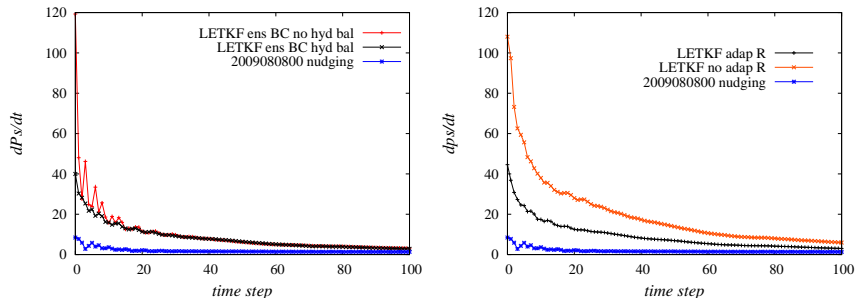 120
100
80
60
40
20
0
dPs/dt
LETKF ens BC no hyd bal
LETKF ens BC hyd bal
2009080800 nudging
0 20 40 60 80 100
time step
120
100
80
60
40
20
0
dps/dt
LETKF adap R
LETKF no adap R
2009080800 nudging
0 20 40 60 80 100
time step